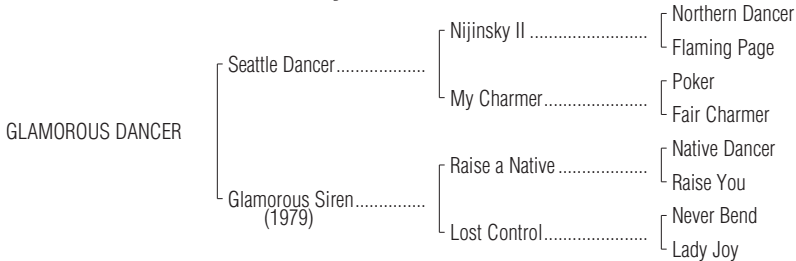 Northern Dancer
Nijinsky II ........................
Flaming Page
Seattle Dancer..................
Poker
My Charmer.....................
Fair Charmer
GLAMOROUS DANCER
Native Dancer
Raise a Native ..................
Raise You
Glamorous Siren..............
(1979)
Never Bend
Lost Control.....................
Lady Joy